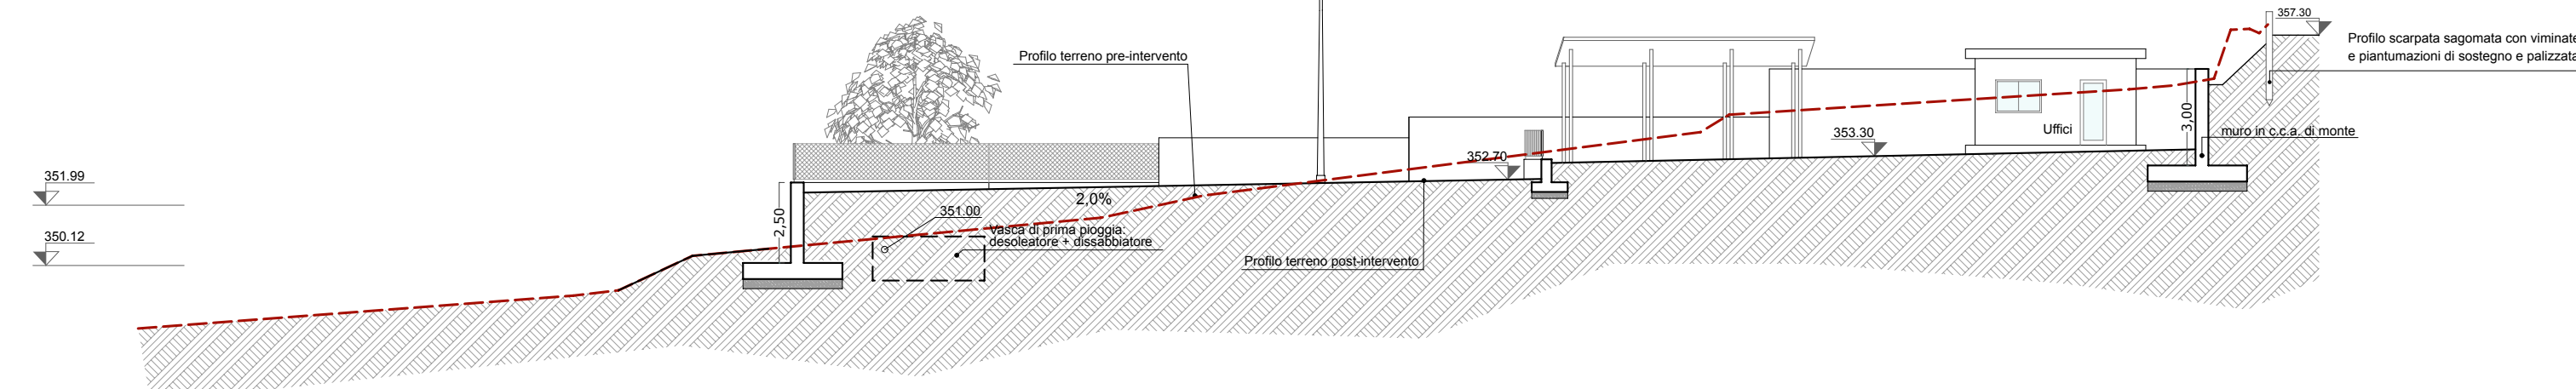 357.30
Profilo scarpata sagomata con viminate
e piantumazioni di sostegno e palizzata
Profilo terreno pre-intervento
3,00
Uffici
muro in c.c.a. di monte
353.30
352.70
351.99
2,50
2,0%
351.00
350.12
Vasca di prima pioggia:
desoleatore + dissabbiatore
Profilo terreno post-intervento